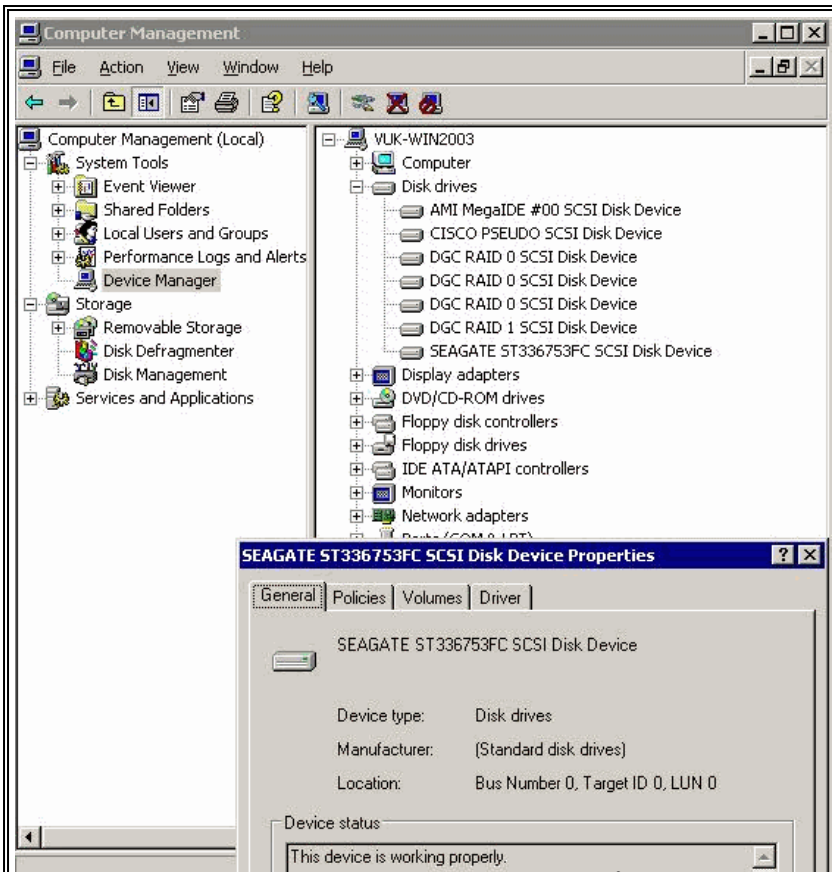 Computer Management
File Action View Window Help
Computer Management (Local)
System Tools
Event Viewer
Shared Folders
Local Users and Groups
Performance Logs and Alerts
Device Manager
Storage
Removable Storage
Disk Defragmenter
Disk Management
Services and Applications
VUK-WIN2003
Computer
Disk drives
AMI MegaIDE #00 SCSI Disk Device
CISCO PSEUDO SCSI Disk Device
DGC RAID 0 SCSI Disk Device
DGC RAID 0 SCSI Disk Device
DGC RAID 0 SCSI Disk Device
DGC RAID 1 SCSI Disk Device
SEAGATE ST336753FC SCSI Disk Device
Display adapters
DVD/CD-ROM drives
Floppy disk controllers
Floppy disk drives
IDE ATA/ATAPI controllers
Monitors
Network adapters
Ports (COM & LPT)
SEAGATE ST336753FC SCSI Disk Device Properties
General Policies Volumes Driver
SEAGATE ST336753FC SCSI Disk Device
Device type: Disk drives
Manufacturer: (Standard disk drives)
Location: Bus Number 0, Target ID 0, LUN 0
Device status
This device is working properly.